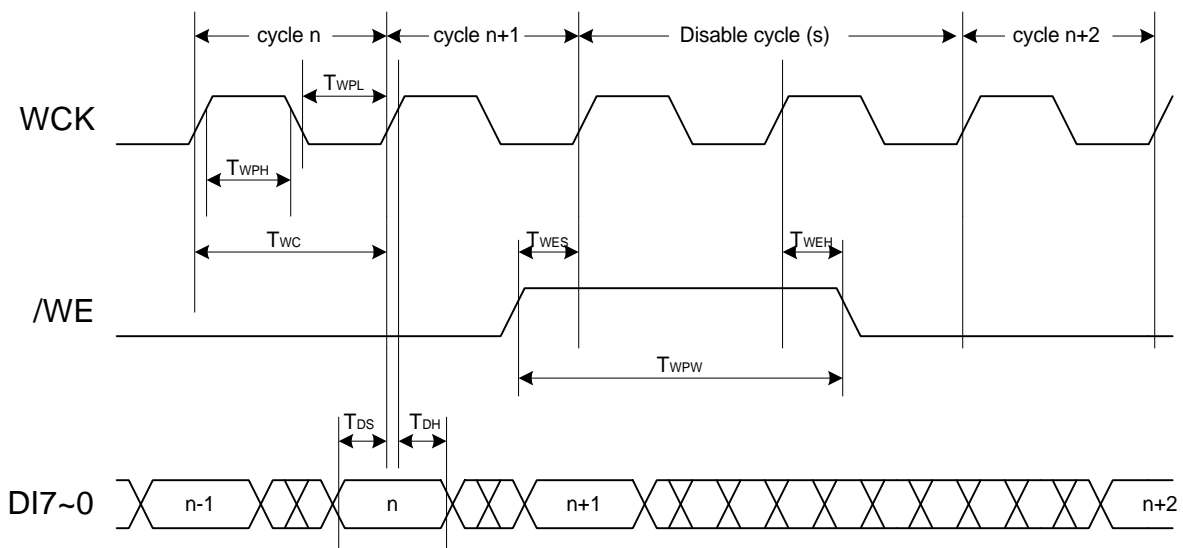 cycle n
cycle n+1
Disable cycle (s)
cycle n+2
TWPL
WCK
TWPH
TWC
TWES
TWEH
/WE
TWPW
TDS
TDH
DI7~0
n-1
n
n+1
n+2